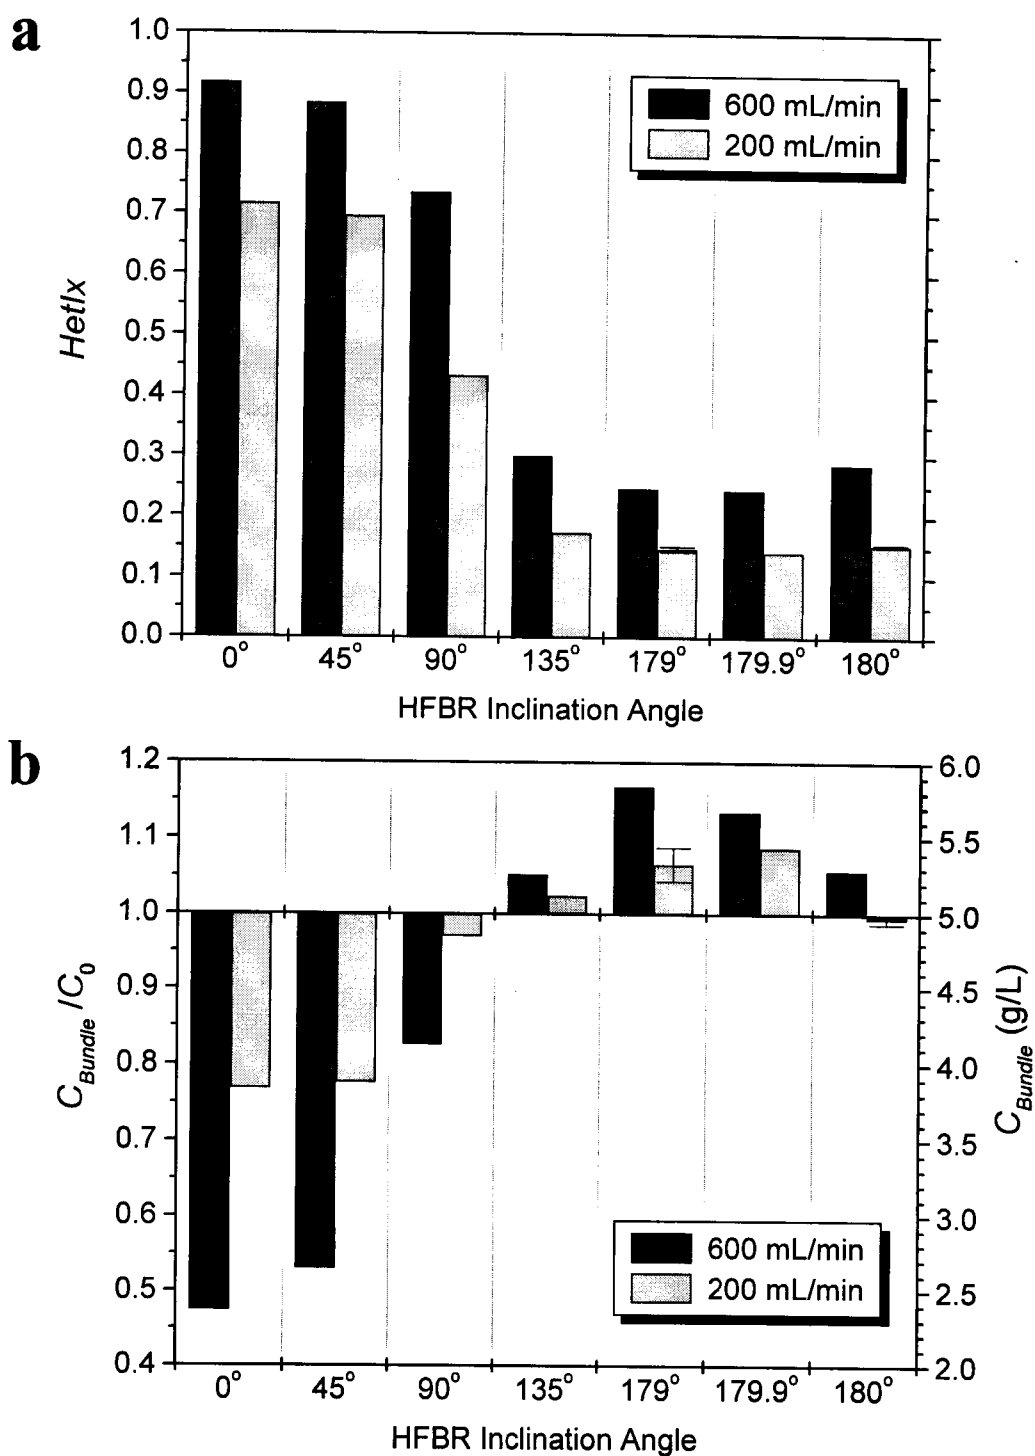 a
1.0
0.9
0.8
0.7
0.6
0.5
0.4
0.3
0.2
0.1
0.0
HetIx
600 mL/min
200 mL/min
0° 45° 90° 135° 179° 179.9° 180°
HFBR Inclination Angle
b
1.2
1.1
1.0
0.9
0.8
0.7
0.6
0.5
0.4
C_Bundle /C_0
6.0
5.5
5.0
4.5
4.0
3.5
3.0
2.5
2.0
C_Bundle (g/L)
600 mL/min
200 mL/min
0° 45° 90° 135° 179° 179.9° 180°
HFBR Inclination Angle